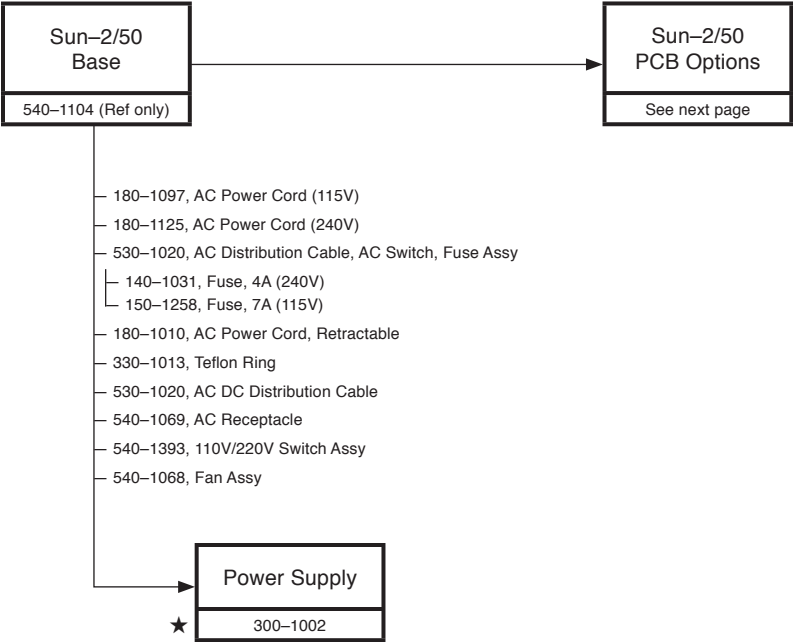 Sun–2/50
Base
540–1104 (Ref only)
Sun–2/50
PCB Options
See next page
180–1097, AC Power Cord (115V)
180–1125, AC Power Cord (240V)
530–1020, AC Distribution Cable, AC Switch, Fuse Assy
140–1031, Fuse, 4A (240V)
150–1258, Fuse, 7A (115V)
180–1010, AC Power Cord, Retractable
330–1013, Teflon Ring
530–1020, AC DC Distribution Cable
540–1069, AC Receptacle
540–1393, 110V/220V Switch Assy
540–1068, Fan Assy
Power Supply
★ 300–1002